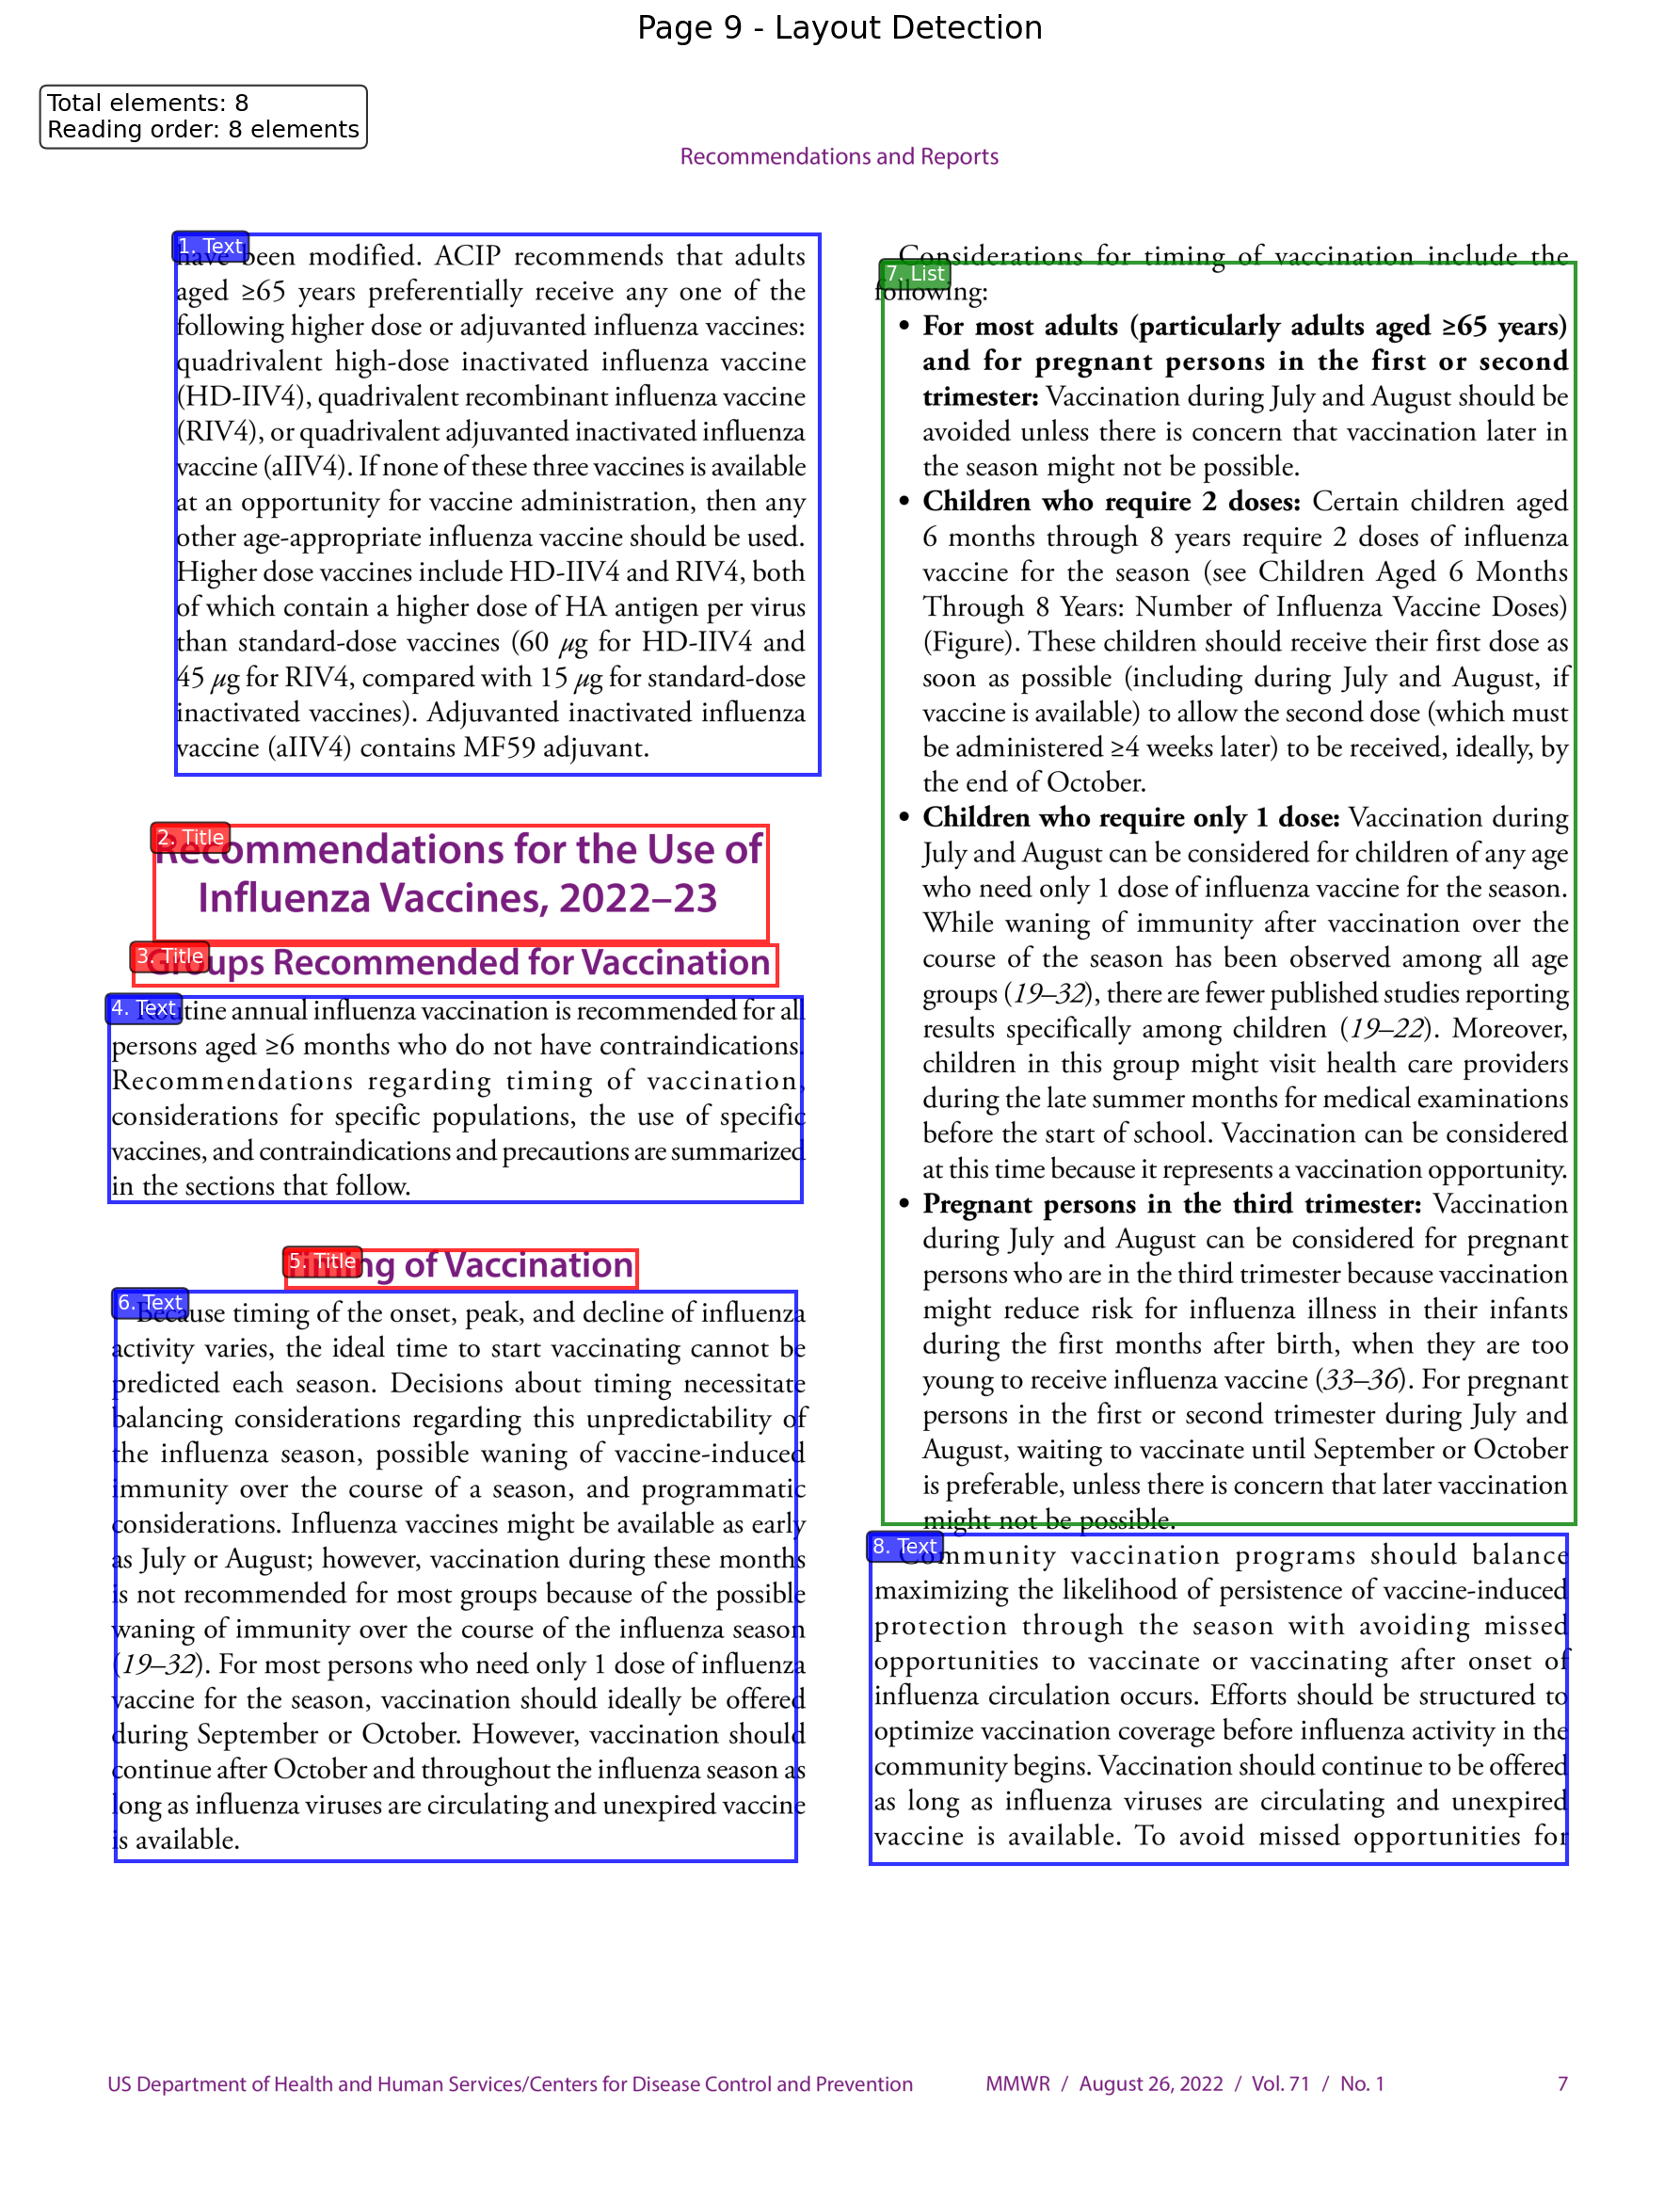 Page 9 - Layout Detection
Total elements: 8
Reading order: 8 elements
Recommendations and Reports
1. Text
have been modified. ACIP recommends that adults
aged ≥65 years preferentially receive any one of the
following higher dose or adjuvanted influenza vaccines:
quadrivalent high-dose inactivated influenza vaccine
(HD-IIV4), quadrivalent recombinant influenza vaccine
(RIV4), or quadrivalent adjuvanted inactivated influenza
vaccine (aIIV4). If none of these three vaccines is available
at an opportunity for vaccine administration, then any
other age-appropriate influenza vaccine should be used.
Higher dose vaccines include HD-IIV4 and RIV4, both
of which contain a higher dose of HA antigen per virus
than standard-dose vaccines (60 µg for HD-IIV4 and
45 µg for RIV4, compared with 15 µg for standard-dose
inactivated vaccines). Adjuvanted inactivated influenza
vaccine (aIIV4) contains MF59 adjuvant.
2. Title
Recommendations for the Use of
Influenza Vaccines, 2022–23
3. Title
Groups Recommended for Vaccination
4. Text
Routine annual influenza vaccination is recommended for all
persons aged ≥6 months who do not have contraindications.
Recommendations regarding timing of vaccination,
considerations for specific populations, the use of specific
vaccines, and contraindications and precautions are summarized
in the sections that follow.
5. Title
Timing of Vaccination
6. Text
Because timing of the onset, peak, and decline of influenza
activity varies, the ideal time to start vaccinating cannot be
predicted each season. Decisions about timing necessitate
balancing considerations regarding this unpredictability of
the influenza season, possible waning of vaccine-induced
immunity over the course of a season, and programmatic
considerations. Influenza vaccines might be available as early
as July or August; however, vaccination during these months
is not recommended for most groups because of the possible
waning of immunity over the course of the influenza season
(19–32). For most persons who need only 1 dose of influenza
vaccine for the season, vaccination should ideally be offered
during September or October. However, vaccination should
continue after October and throughout the influenza season as
long as influenza viruses are circulating and unexpired vaccine
is available.
Considerations for timing of vaccination include the
7. List
following:
• For most adults (particularly adults aged ≥65 years)
and for pregnant persons in the first or second
trimester: Vaccination during July and August should be
avoided unless there is concern that vaccination later in
the season might not be possible.
• Children who require 2 doses: Certain children aged
6 months through 8 years require 2 doses of influenza
vaccine for the season (see Children Aged 6 Months
Through 8 Years: Number of Influenza Vaccine Doses)
(Figure). These children should receive their first dose as
soon as possible (including during July and August, if
vaccine is available) to allow the second dose (which must
be administered ≥4 weeks later) to be received, ideally, by
the end of October.
• Children who require only 1 dose: Vaccination during
July and August can be considered for children of any age
who need only 1 dose of influenza vaccine for the season.
While waning of immunity after vaccination over the
course of the season has been observed among all age
groups (19–32), there are fewer published studies reporting
results specifically among children (19–22). Moreover,
children in this group might visit health care providers
during the late summer months for medical examinations
before the start of school. Vaccination can be considered
at this time because it represents a vaccination opportunity.
• Pregnant persons in the third trimester: Vaccination
during July and August can be considered for pregnant
persons who are in the third trimester because vaccination
might reduce risk for influenza illness in their infants
during the first months after birth, when they are too
young to receive influenza vaccine (33–36). For pregnant
persons in the first or second trimester during July and
August, waiting to vaccinate until September or October
is preferable, unless there is concern that later vaccination
might not be possible.
8. Text
Community vaccination programs should balance
maximizing the likelihood of persistence of vaccine-induced
protection through the season with avoiding missed
opportunities to vaccinate or vaccinating after onset of
influenza circulation occurs. Efforts should be structured to
optimize vaccination coverage before influenza activity in the
community begins. Vaccination should continue to be offered
as long as influenza viruses are circulating and unexpired
vaccine is available. To avoid missed opportunities for
US Department of Health and Human Services/Centers for Disease Control and Prevention MMWR / August 26, 2022 / Vol. 71 / No. 1 7